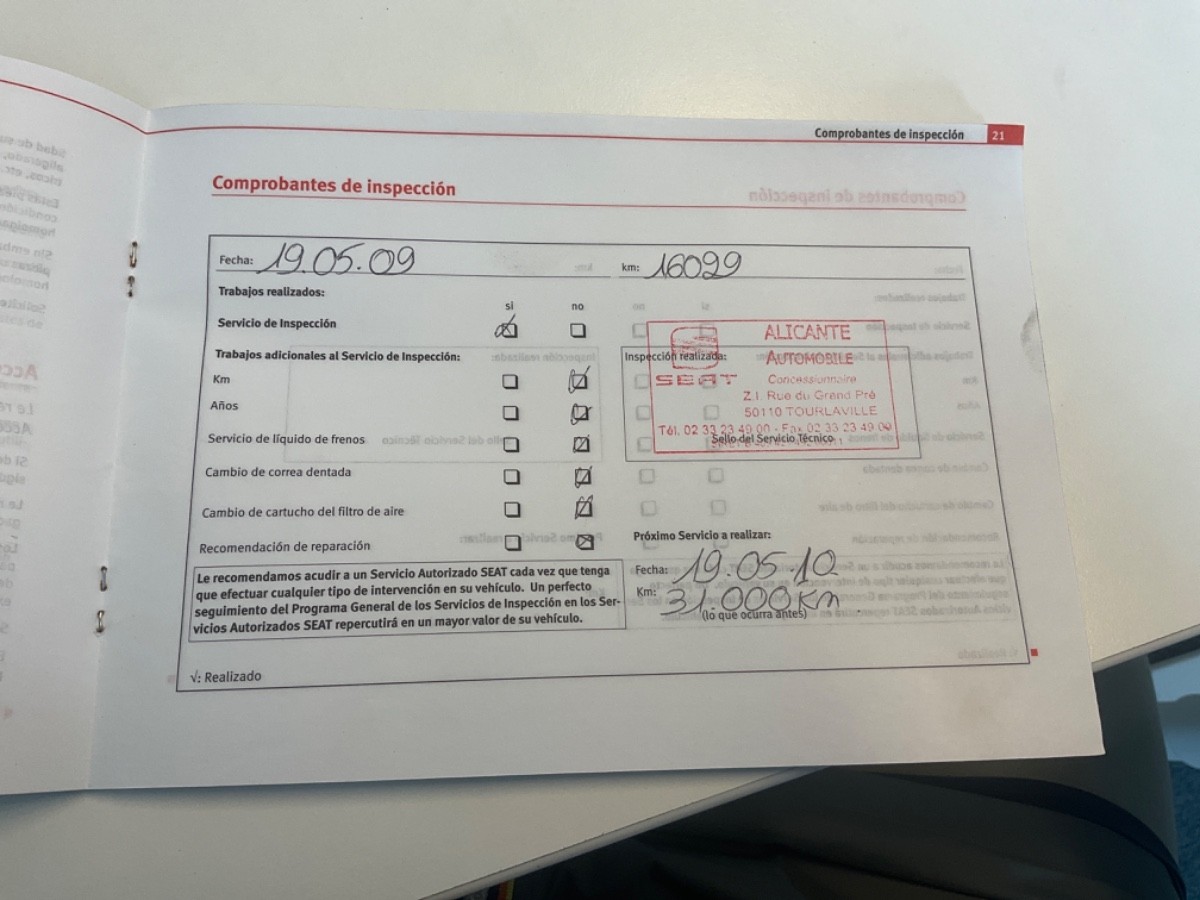 Comprobantes de inspección 21
Comprobantes de inspección
Fecha: 19.05.09 km: 16099
Trabajos realizados:
si no
Servicio de Inspección
Trabajos adicionales al Servicio de Inspección:
Km
Años
Servicio de líquido de frenos
Cambio de correa dentada
Cambio de cartucho del filtro de aire
Recomendación de reparación
Le recomendamos acudir a un Servicio Autorizado SEAT cada vez que tenga
que efectuar cualquier tipo de intervención en su vehículo. Un perfecto
seguimiento del Programa General de los Servicios de Inspección en los Ser-
vicios Autorizados SEAT repercutirá en un mayor valor de su vehículo.
√: Realizado
Inspección realizada:
SEAT
ALICANTE
AUTOMOBILE
Concessionnaire
Z.I. Rue du Grand Pré
50110 TOURLAVILLE
Tél. 02 33 23 49 00 - Fax 02 33 23 49 00
Sello del Servicio Técnico
Próximo Servicio a realizar:
Fecha: 19.05.10
Km: 31.000Km
(lo que ocurra antes)